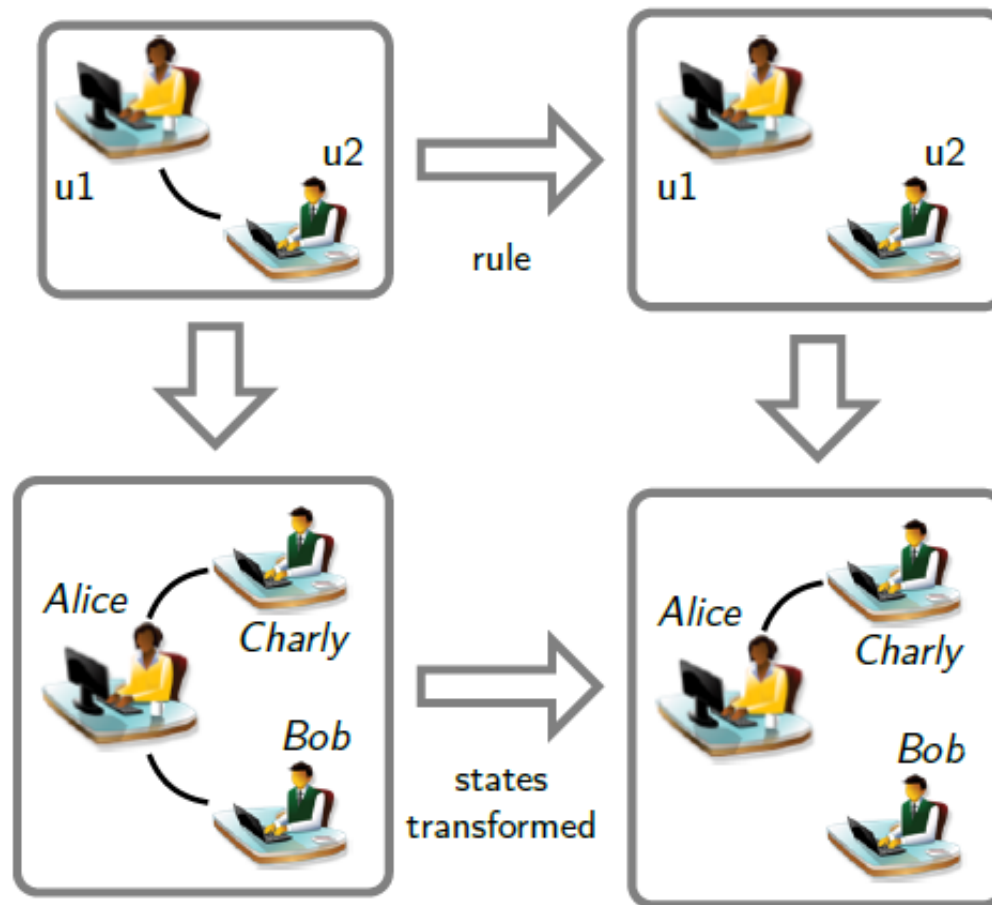 u1
u2
rule
u1
u2
Alice
Charly
Bob
states
transformed
Alice
Charly
Bob